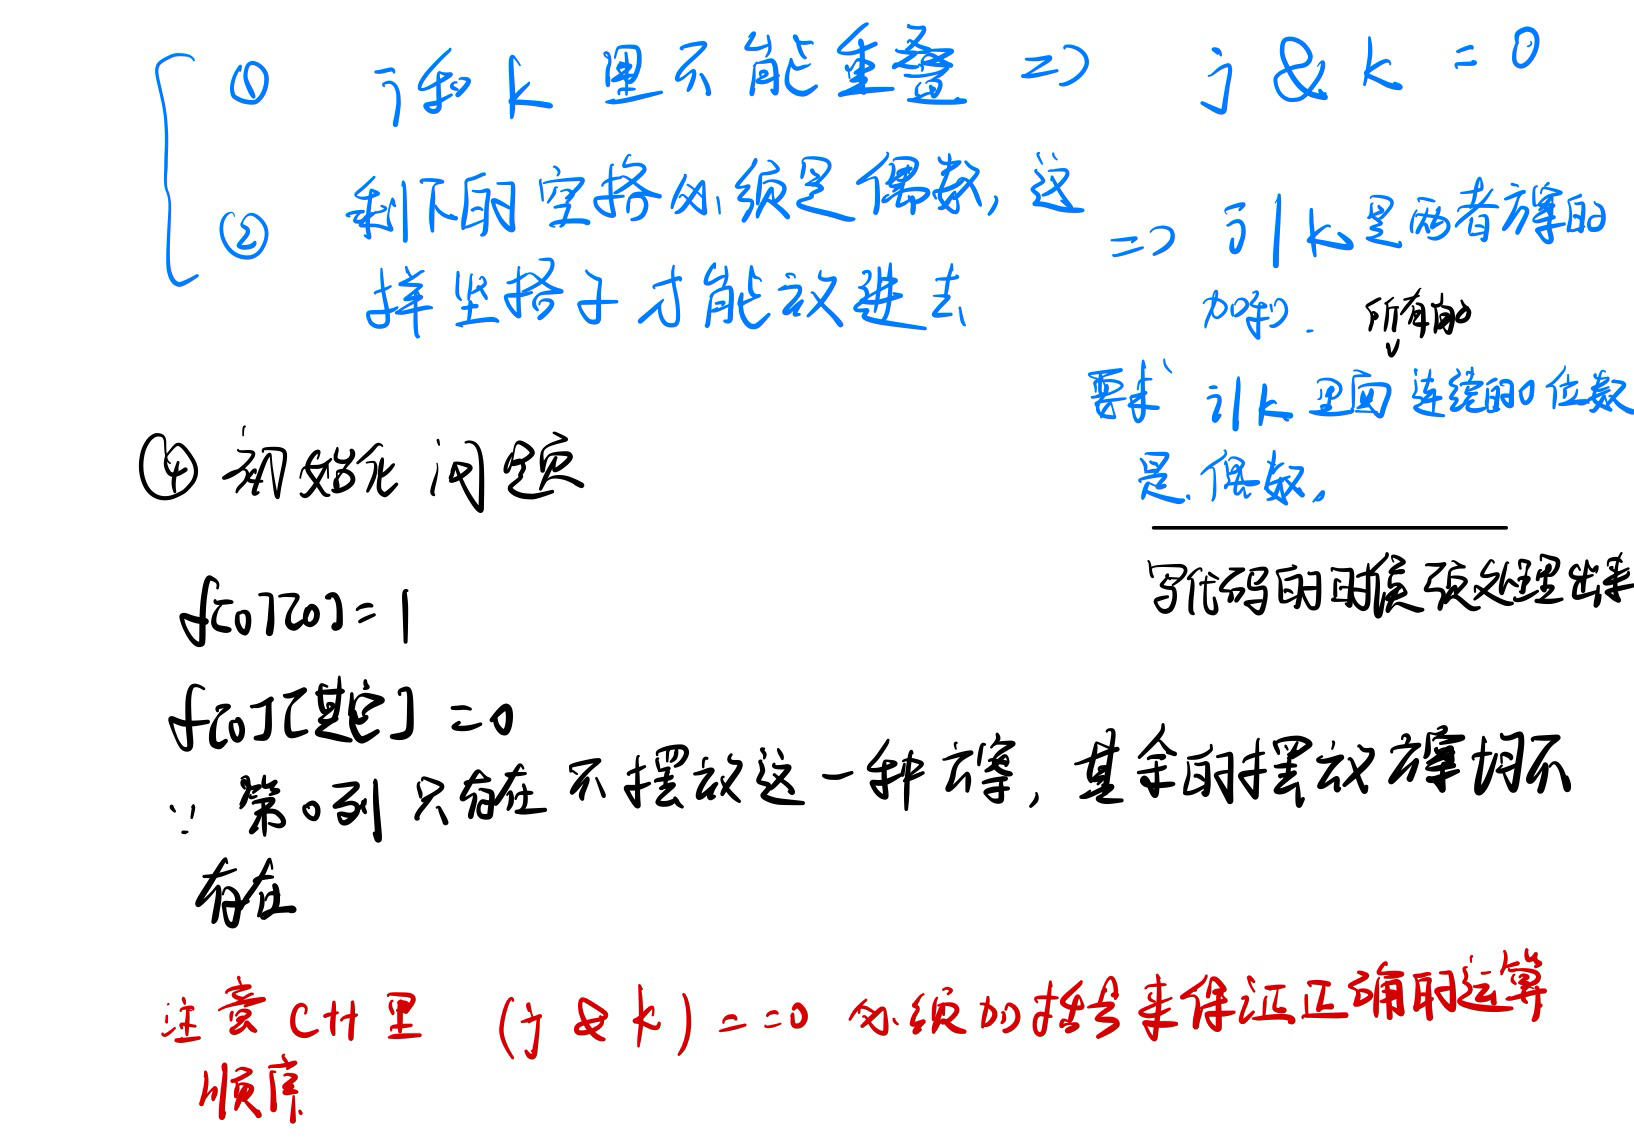 ① j和k里不能重叠 => j & k = 0
② 剩下的空格必须是偶数,这
样竖格子才能放进去
=> j|k是两者方案的
加和. 所有的
要求 j|k里面连续的0位数
是偶数,
写代码的时候预处理出来
④ 初始化问题
f[0][0]=1
f[0][其它]=0
∵ 第0列只存在不摆放这一种方案,其余的摆放方案均不
存在
注意C++里 (j & k)==0 必须加括号来保证正确的运算
顺序